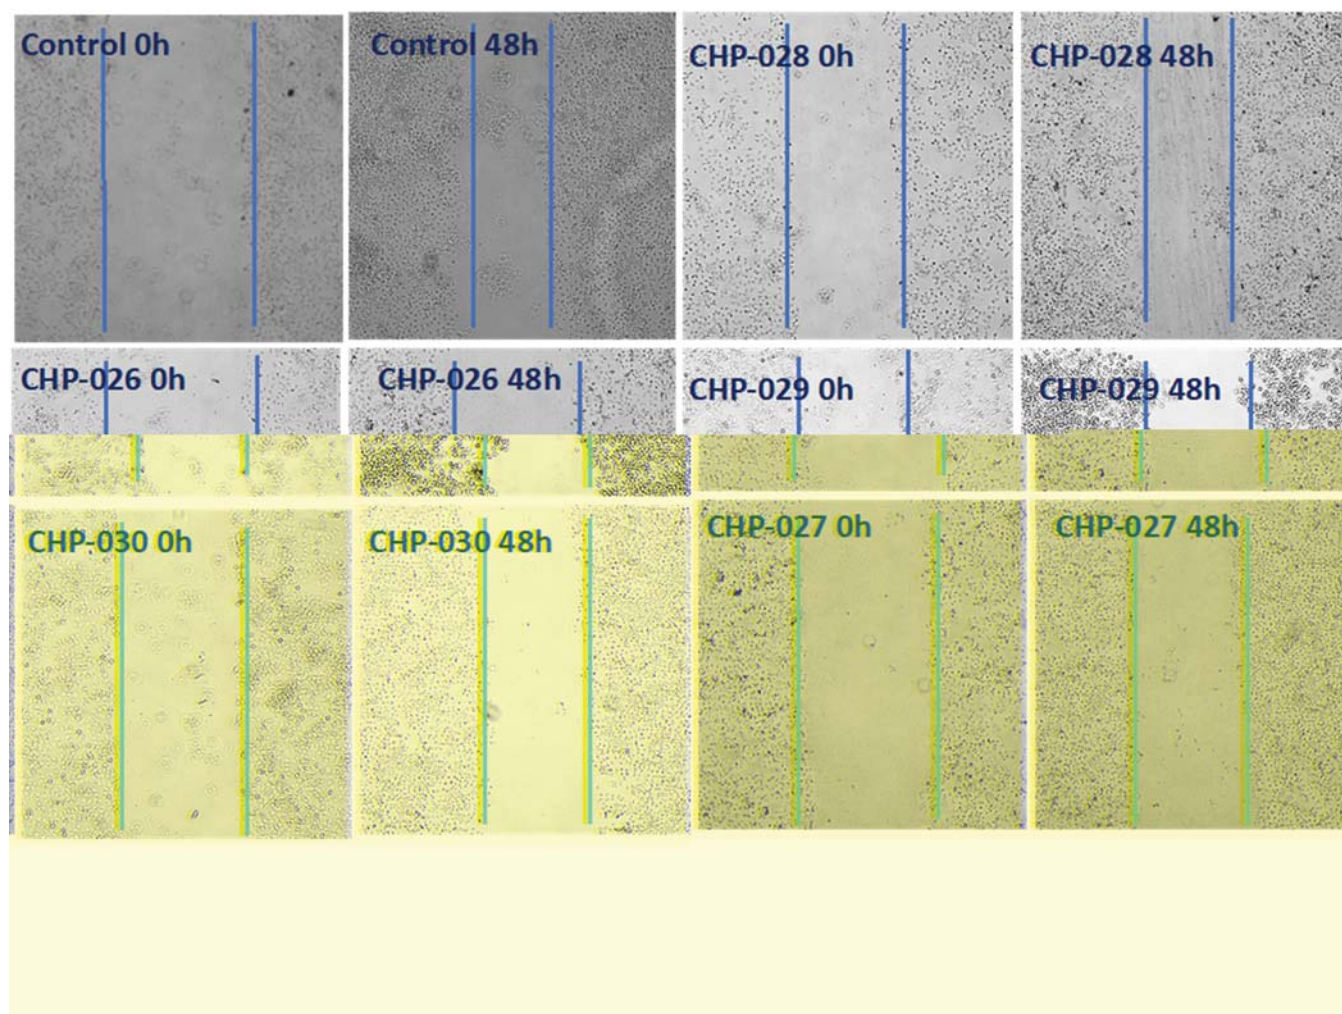 Control 0h
Control 48h
CHP-028 0h
CHP-028 48h
CHP-026 0h
CHP-026 48h
CHP-029 0h
CHP-029 48h
CHP-030 0h
CHP-030 48h
CHP-027 0h
CHP-027 48h